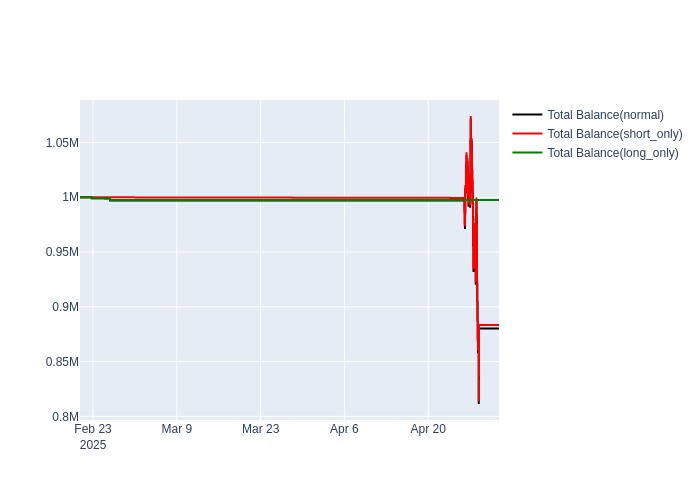 Total Balance(normal)
Total Balance(short_only)
Total Balance(long_only)
1.05M
1M
0.95M
0.9M
0.85M
0.8M
Feb 23
2025
Mar 9
Mar 23
Apr 6
Apr 20